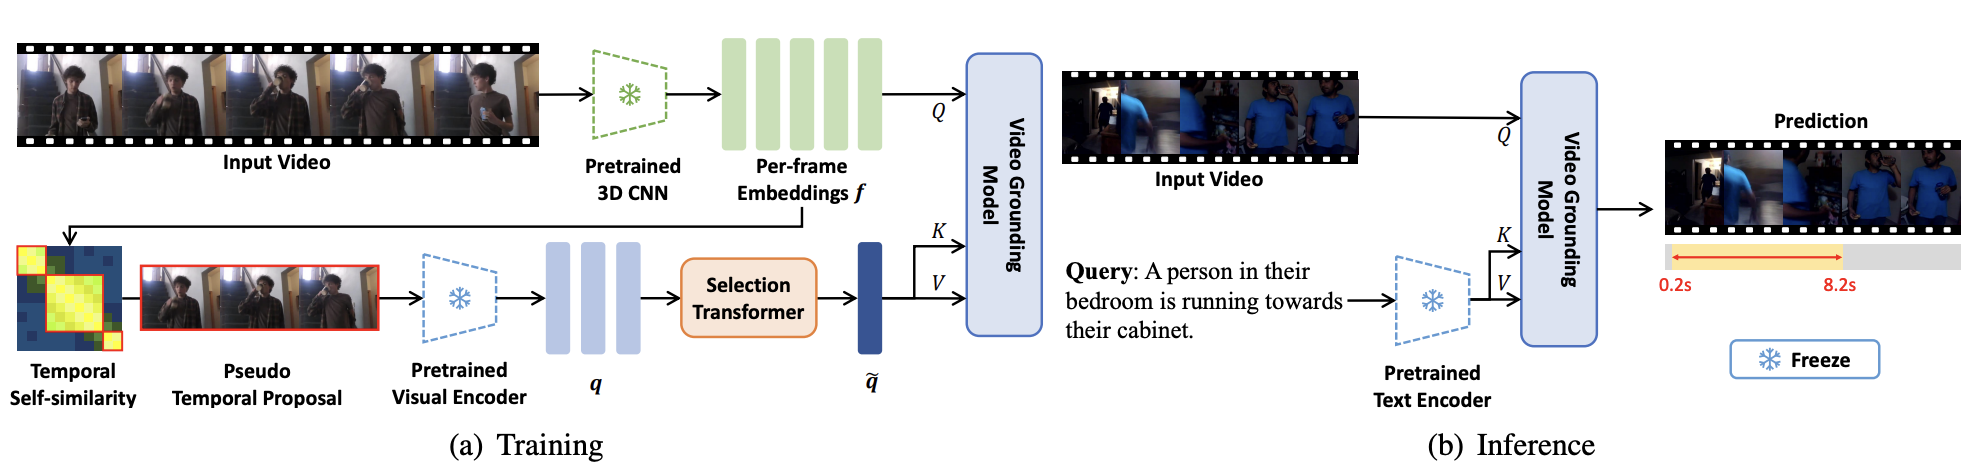 Input Video
Pretrained
3D CNN
Per-frame
Embeddings f
Q
K
V
Video Grounding
Model
Temporal
Self-similarity
Pseudo
Temporal Proposal
Pretrained
Visual Encoder
q
Selection
Transformer
q̃
(a) Training
Input Video
Query: A person in their
bedroom is running towards
their cabinet.
Pretrained
Text Encoder
Q
K
V
Video Grounding
Model
Prediction
0.2s
8.2s
Freeze
(b) Inference